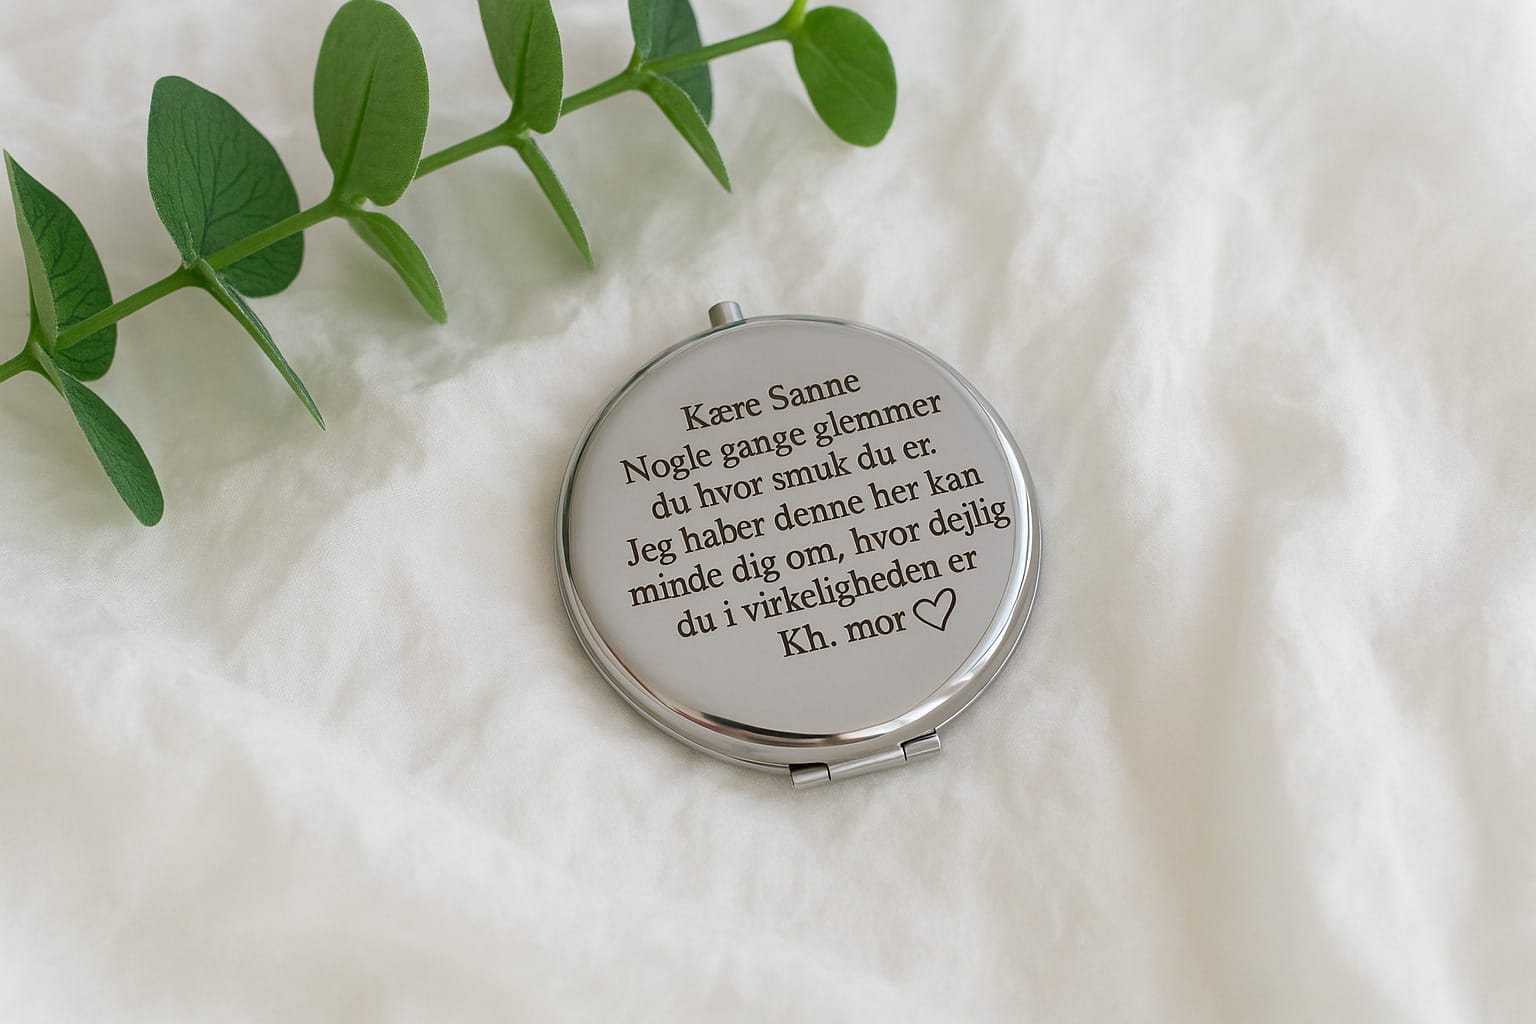 Kære Sanne
Nogle gange glemmer
du hvor smuk du er.
Jeg haber denne her kan
minde dig om, hvor dejlig
du i virkeligheden er
Kh. mor ♡